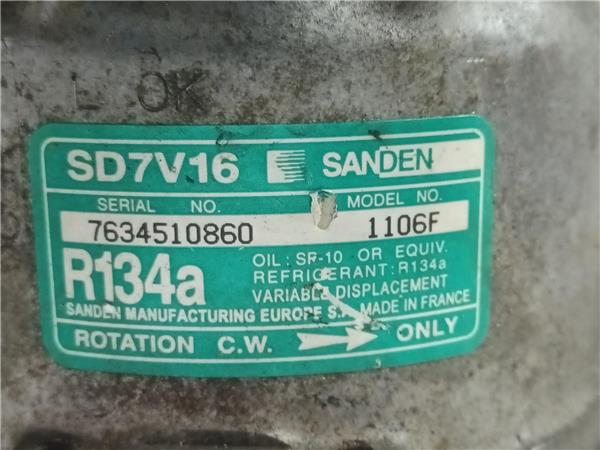 L OK
SD7V16 SANDEN
SERIAL NO. MODEL NO.
7634510860 1106F
R134a
OIL: SP-10 OR EQUIV.
REFRIGERANT: R134a
VARIABLE DISPLACEMENT
SANDEN MANUFACTURING EUROPE S.A. MADE IN FRANCE
ROTATION C.W. ONLY